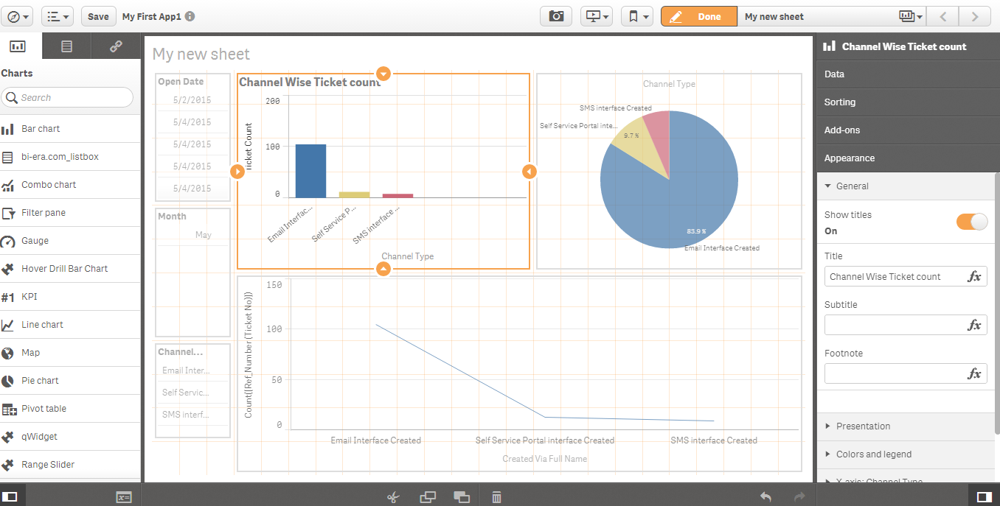 Save
My First App1
Done
My new sheet
Charts
Search
Bar chart
bi-era.com_listbox
Combo chart
Filter pane
Gauge
Hover Drill Bar Chart
#1 KPI
Line chart
Map
Pie chart
Pivot table
qWidget
Range Slider
My new sheet
Open Date
5/2/2015
5/4/2015
5/4/2015
5/4/2015
5/4/2015
Month
May
Channel...
Email Inter...
Self Servic...
SMS interf...
Channel Wise Ticket count
Ticket Count
200
100
0
Email Interfac...
Self Service P...
SMS interface ...
Channel Type
Channel Type
SMS interface Created
Self Service Portal inte...
9.7 %
83.9 %
Email Interface Created
Count([Ref_Number (Ticket No)])
150
100
50
0
Email Interface Created
Self Service Portal interface Created
SMS interface Created
Created Via Full Name
Channel Wise Ticket count
Data
Sorting
Add-ons
Appearance
General
Show titles
On
Title
Channel Wise Ticket count
fx
Subtitle
fx
Footnote
fx
Presentation
Colors and legend
X-axis: Channel Type
x=